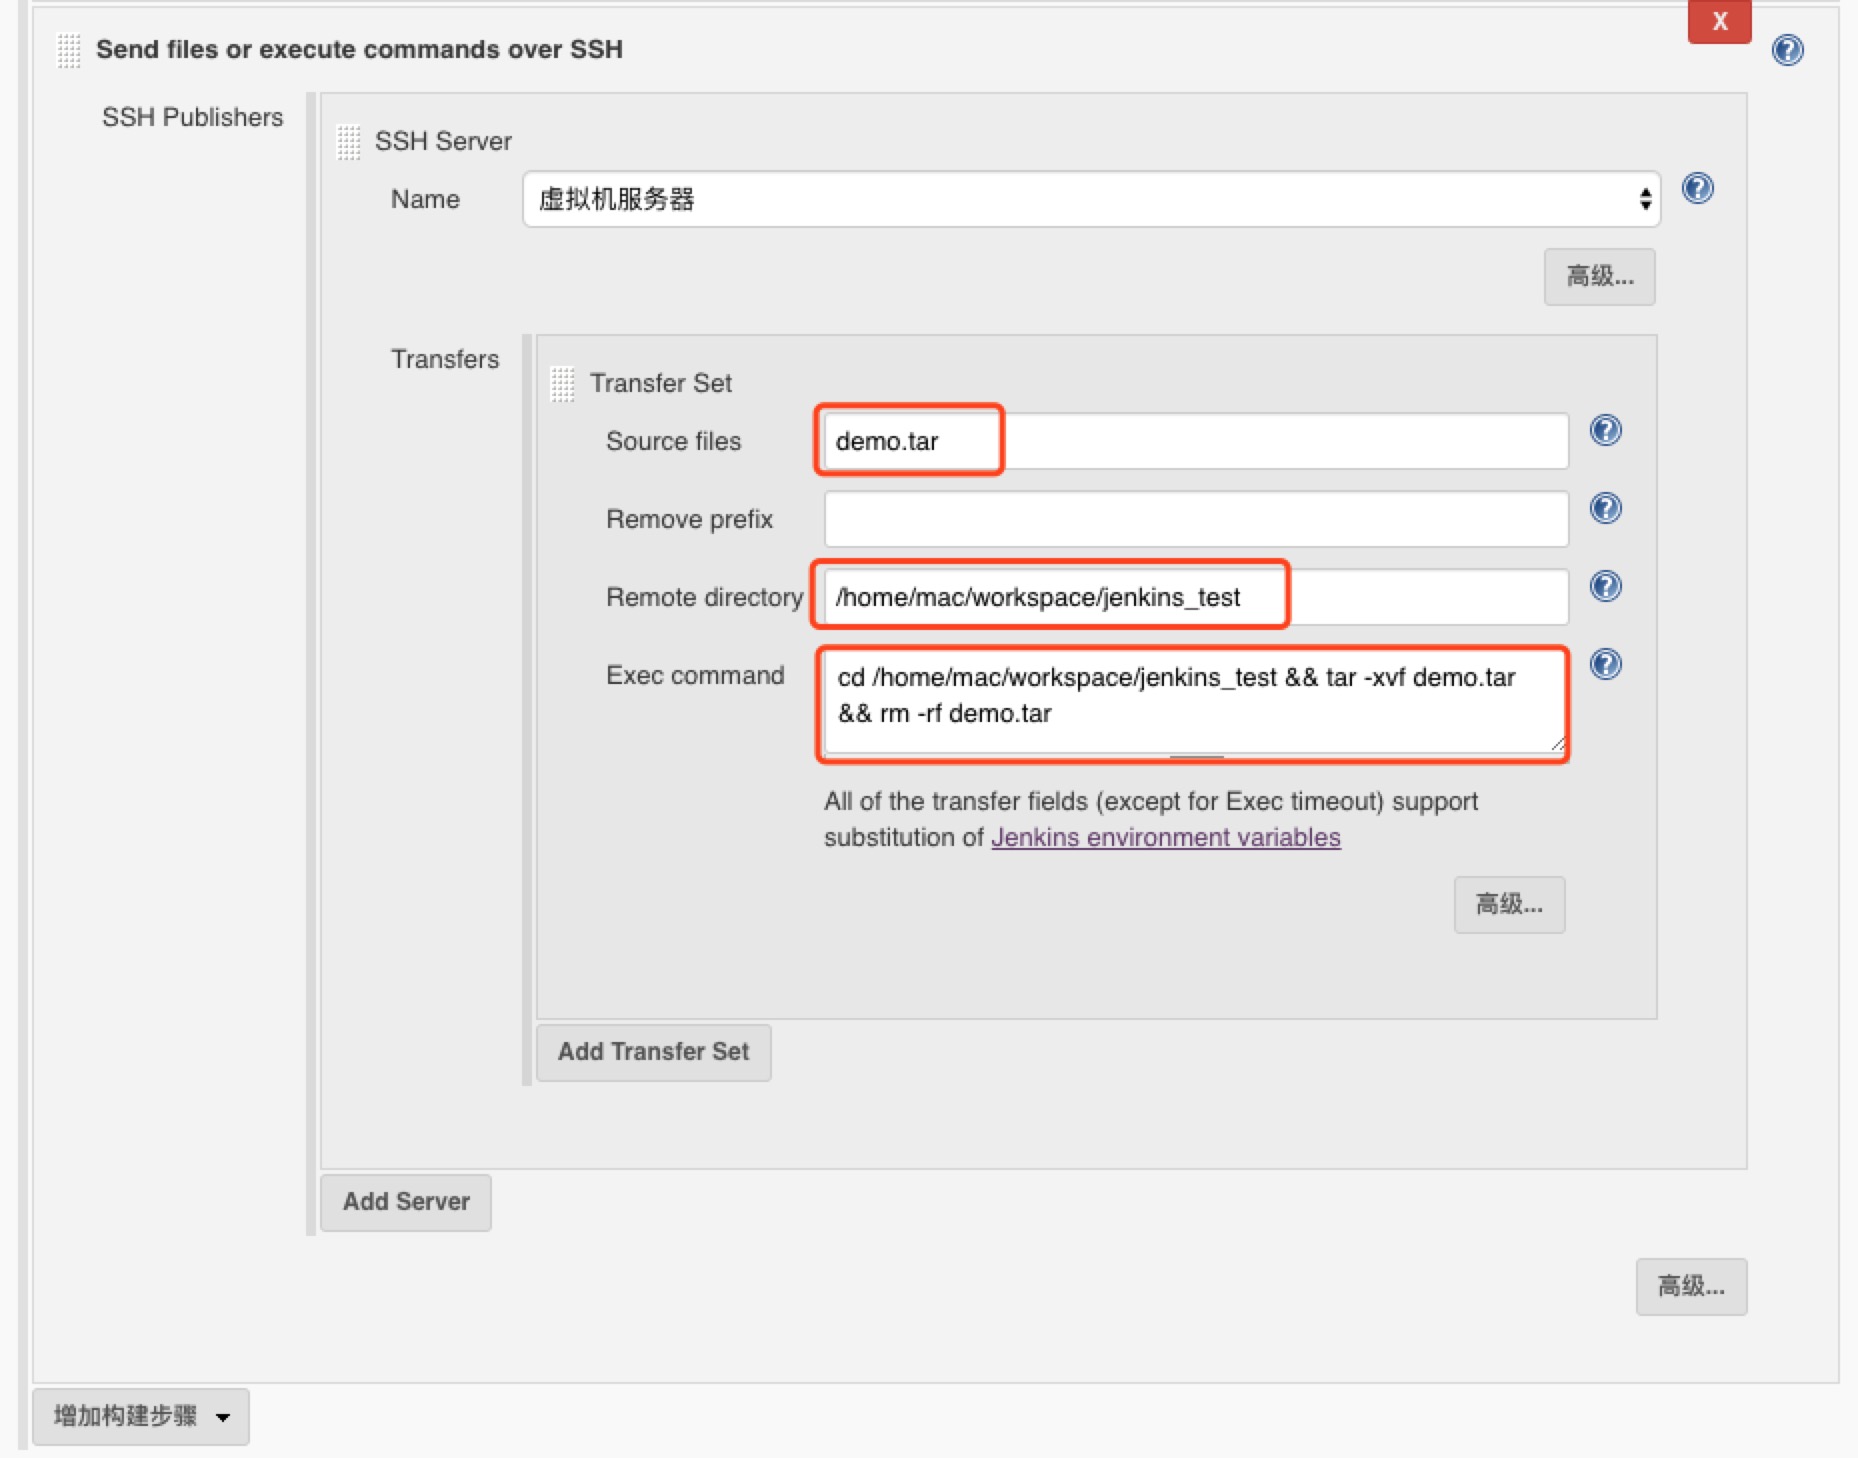 X
Send files or execute commands over SSH
SSH Publishers
SSH Server
Name
虚拟机服务器
高级...
Transfers
Transfer Set
Source files
demo.tar
Remove prefix
Remote directory
/home/mac/workspace/jenkins_test
Exec command
cd /home/mac/workspace/jenkins_test && tar -xvf demo.tar
&& rm -rf demo.tar
All of the transfer fields (except for Exec timeout) support
substitution of Jenkins environment variables
高级...
Add Transfer Set
Add Server
高级...
增加构建步骤